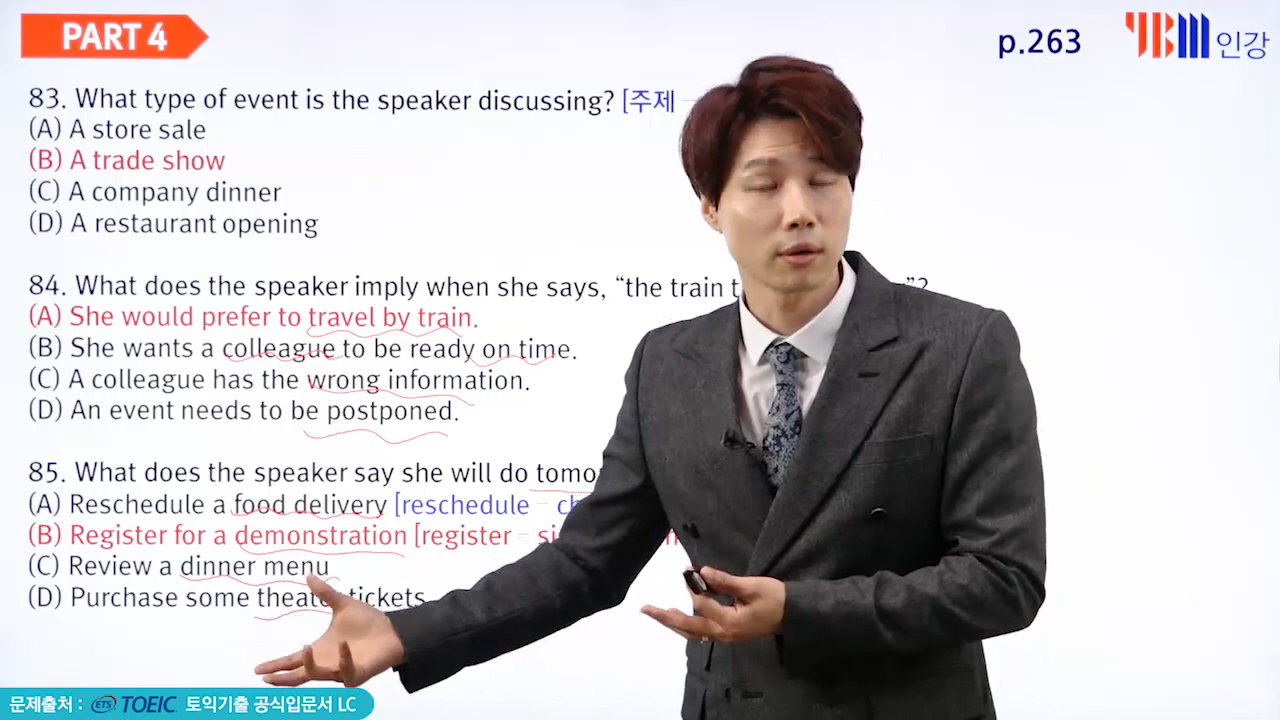 PART 4
p.263
YBM 인강
83. What type of event is the speaker discussing? [주제
(A) A store sale
(B) A trade show
(C) A company dinner
(D) A restaurant opening
84. What does the speaker imply when she says, “the train
(A) She would prefer to travel by train.
(B) She wants a colleague to be ready on time.
(C) A colleague has the wrong information.
(D) An event needs to be postponed.
85. What does the speaker say she will do
(A) Reschedule a food delivery [reschedule –
(B) Register for a demonstration [register –
(C) Review a dinner menu
(D) Purchase some theater tickets
문제출처 : ETS TOEIC 토익기출 공식입문서 LC